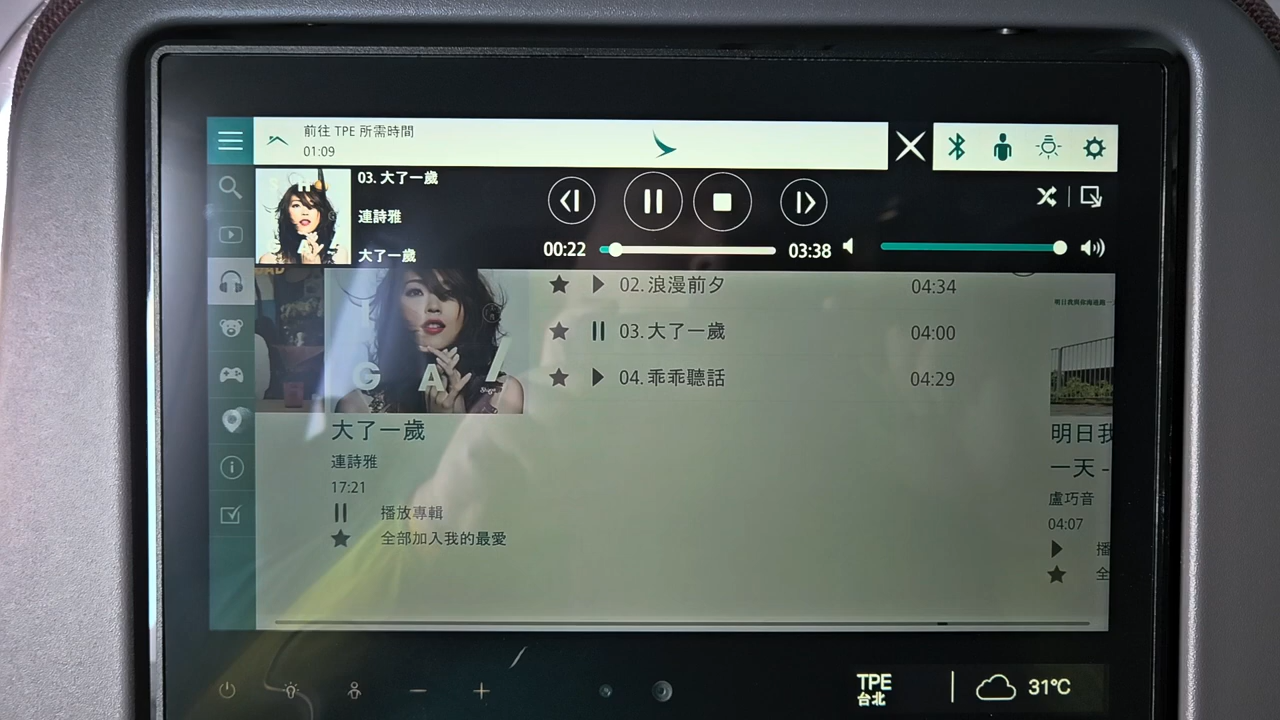 前往 TPE 所需時間
01:09
03. 大了一歲
連詩雅
大了一歲
00:22
03:38
02. 浪漫前夕 04:34
03. 大了一歲 04:00
04. 乖乖聽話 04:29
G A
大了一歲
連詩雅
17:21
播放專輯
全部加入我的最愛
明日我
一天 -
盧巧音
04:07
播
全
TPE
台北
31°C